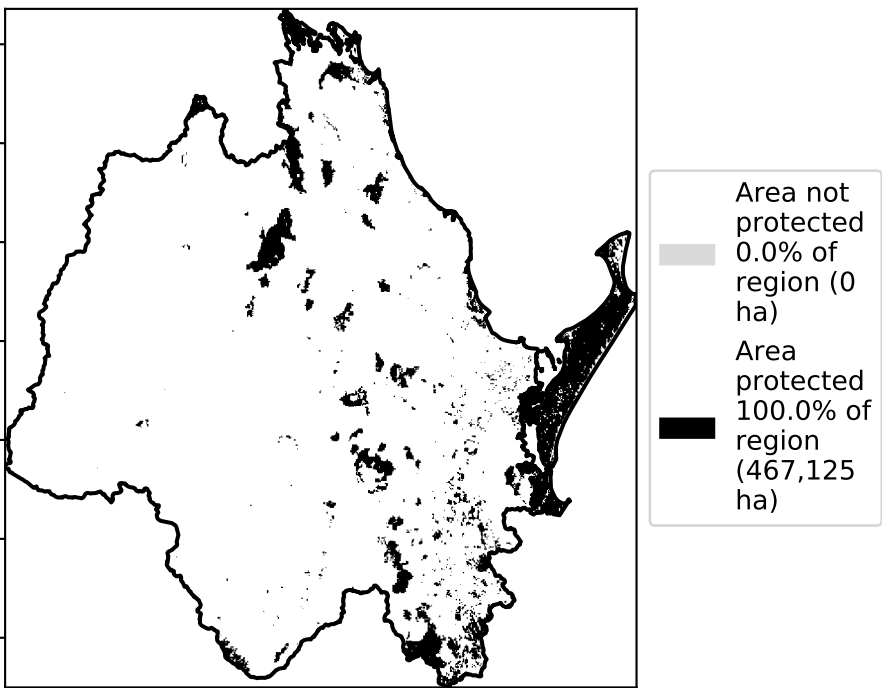 Area not
protected
0.0% of
region (0
ha)
Area
protected
100.0% of
region
(467,125
ha)